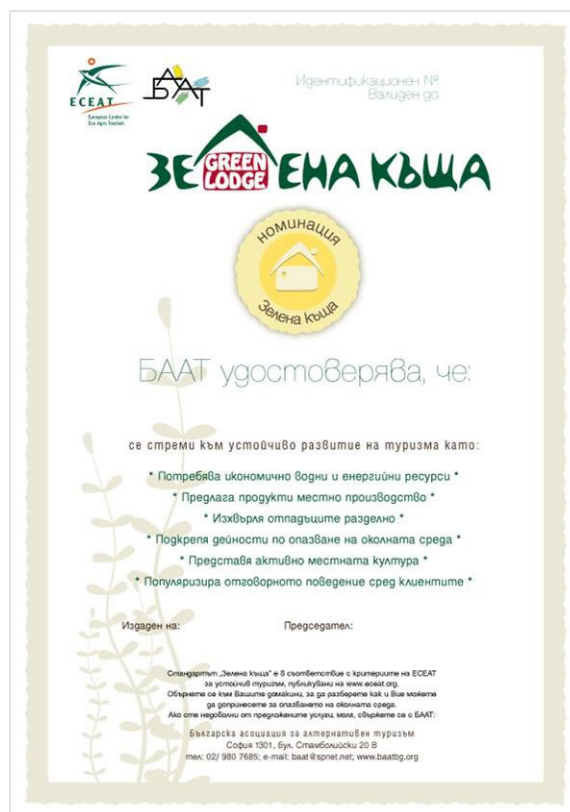 ECEAT
European Centre for
Eco Agro Tourism
БААТ
Идентификационен №:
Валиден до:
ЗЕЛЕНА КЪЩА
GREEN
LODGE
номинация
Зелена къща
БААТ удостоверява, че:
се стреми към устойчиво развитие на туризма като:
* Потребява икономично водни и енергийни ресурси *
* Предлага продукти местно производство *
* Изхвърля отпадъците разделно *
* Подкрепя дейности по опазване на околната среда *
* Представя активно местната култура *
* Популяризира отговорното поведение сред клиентите *
Издаден на:
Председател:
Стандартът „Зелена къща" е в съответствие с критериите на ECEAT
за устойчив туризъм, публикувани на www.eceat.org.
Обърнете се към Вашите домакини, за да разберете как и Вие можете
да допринесете за опазването на околната среда.
Ако сте недоволни от предложените услуги, моля, свържете се с БААТ:
Българска асоциация за алтернативен туризъм
София 1301, бул. Стамболийски 20 В
тел: 02/ 980 7685; e-mail: baat@spnet.net; www.baatbg.org